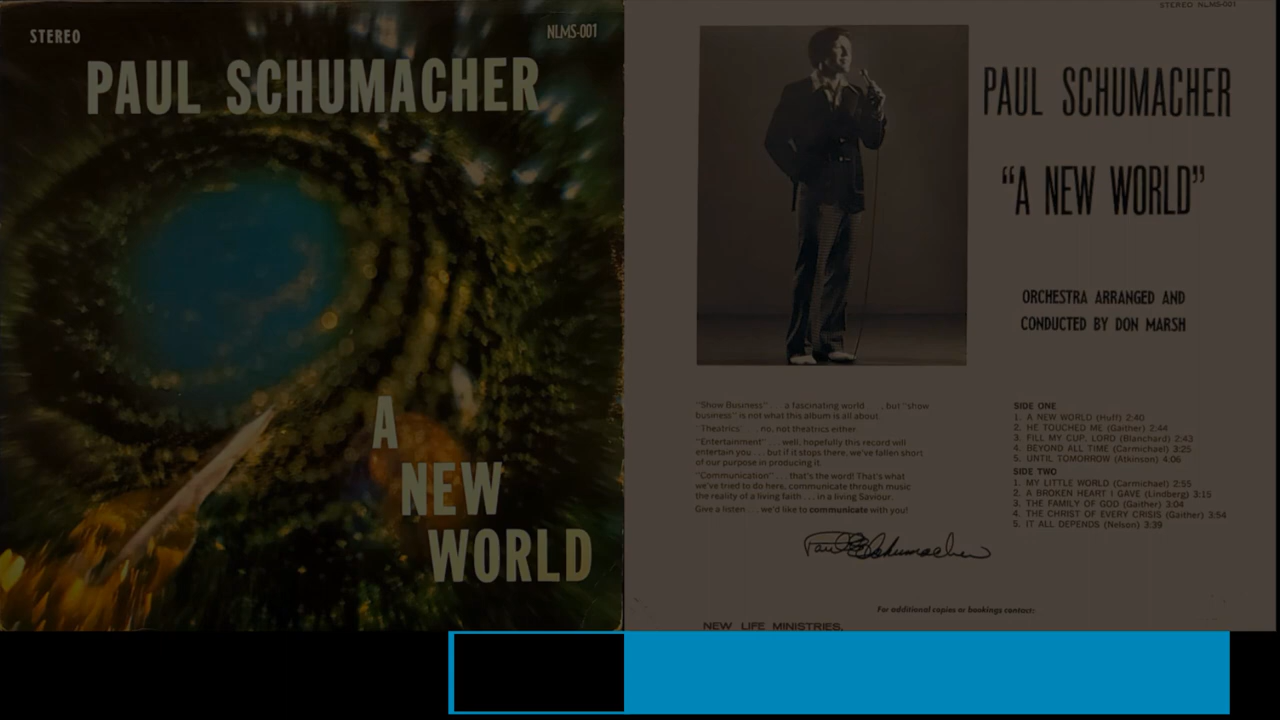 STEREO
NLMS-001
PAUL SCHUMACHER
A
NEW
WORLD
STEREO NLMS-001
PAUL SCHUMACHER
“A NEW WORLD”
ORCHESTRA ARRANGED AND
CONDUCTED BY DON MARSH
"Show Business" . . . a fascinating world . . . , but "show
business" is not what this album is all about.
"Theatrics" . . . no, not theatrics either
"Entertainment" . . . well, hopefully this record will
entertain you . . . but if it stops there, we've fallen short
of our purpose in producing it
"Communication" . . . that's the word! That's what
we've tried to do here, communicate through music
the reality of a living faith . . . in a living Saviour.
Give a listen . . . we'd like to communicate with you!
Paul Schumacher
SIDE ONE
1. A NEW WORLD (Huff) 2:40
2. HE TOUCHED ME (Gaither) 2:44
3. FILL MY CUP, LORD (Blanchard) 2:43
4. BEYOND ALL TIME (Carmichael) 3:25
5. UNTIL TOMORROW (Atkinson) 4:06
SIDE TWO
1. MY LITTLE WORLD (Carmichael) 2:55
2. A BROKEN HEART I GAVE (Lindberg) 3:15
3. THE FAMILY OF GOD (Gaither) 3:04
4. THE CHRIST OF EVERY CRISIS (Gaither) 3:54
5. IT ALL DEPENDS (Nelson) 3:39
For additional copies or bookings contact:
NEW LIFE MINISTRIES,